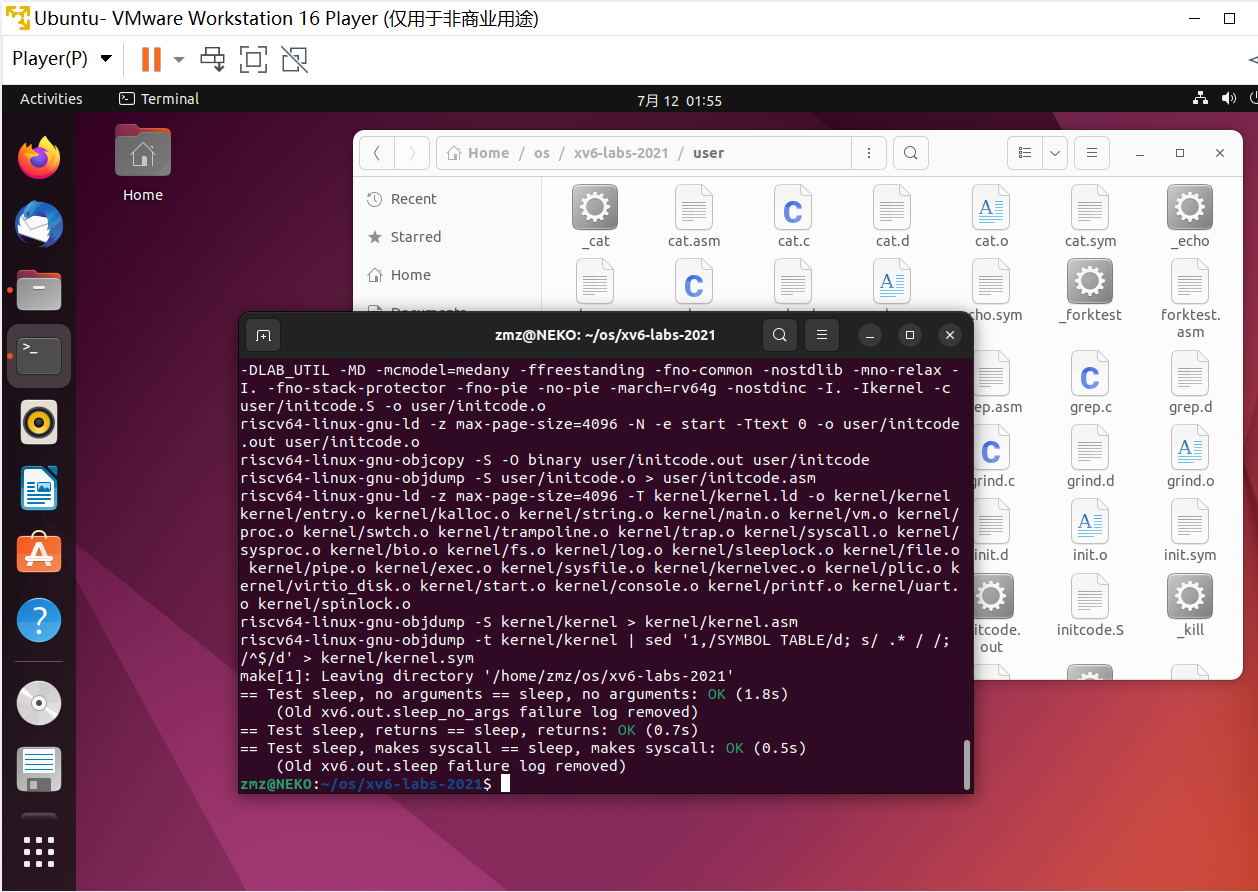 Ubuntu- VMware Workstation 16 Player (仅用于非商业用途)
Player(P)
Activities
Terminal
7月 12 01:55
Home
Home / os / xv6-labs-2021 / user
Recent
Starred
Home
_cat
cat.asm
cat.c
cat.d
cat.o
cat.sym
_echo
cho.sym
_forktest
forktest.
asm
ep.asm
grep.c
grep.d
grind.c
grind.d
grind.o
init.d
init.o
init.sym
itcode.
out
initcode.S
_kill
zmz@NEKO: ~/os/xv6-labs-2021
-DLAB_UTIL -MD -mcmodel=medany -ffreestanding -fno-common -nostdlib -mno-relax -
I. -fno-stack-protector -fno-pie -no-pie -march=rv64g -nostdinc -I. -Ikernel -c
user/initcode.S -o user/initcode.o
riscv64-linux-gnu-ld -z max-page-size=4096 -N -e start -Ttext 0 -o user/initcode
.out user/initcode.o
riscv64-linux-gnu-objcopy -S -O binary user/initcode.out user/initcode
riscv64-linux-gnu-objdump -S user/initcode.o > user/initcode.asm
riscv64-linux-gnu-ld -z max-page-size=4096 -T kernel/kernel.ld -o kernel/kernel
kernel/entry.o kernel/kalloc.o kernel/string.o kernel/main.o kernel/vm.o kernel/
proc.o kernel/swtch.o kernel/trampoline.o kernel/trap.o kernel/syscall.o kernel/
sysproc.o kernel/bio.o kernel/fs.o kernel/log.o kernel/sleeplock.o kernel/file.o
kernel/pipe.o kernel/exec.o kernel/sysfile.o kernel/kernelvec.o kernel/plic.o k
ernel/virtio_disk.o kernel/start.o kernel/console.o kernel/printf.o kernel/uart.
o kernel/spinlock.o
riscv64-linux-gnu-objdump -S kernel/kernel > kernel/kernel.asm
riscv64-linux-gnu-objdump -t kernel/kernel | sed '1,/SYMBOL TABLE/d; s/ .* / /;
/^$/d' > kernel/kernel.sym
make[1]: Leaving directory '/home/zmz/os/xv6-labs-2021'
== Test sleep, no arguments == sleep, no arguments: OK (1.8s)
(Old xv6.out.sleep_no_args failure log removed)
== Test sleep, returns == sleep, returns: OK (0.7s)
== Test sleep, makes syscall == sleep, makes syscall: OK (0.5s)
(Old xv6.out.sleep failure log removed)
zmz@NEKO:~/os/xv6-labs-2021$